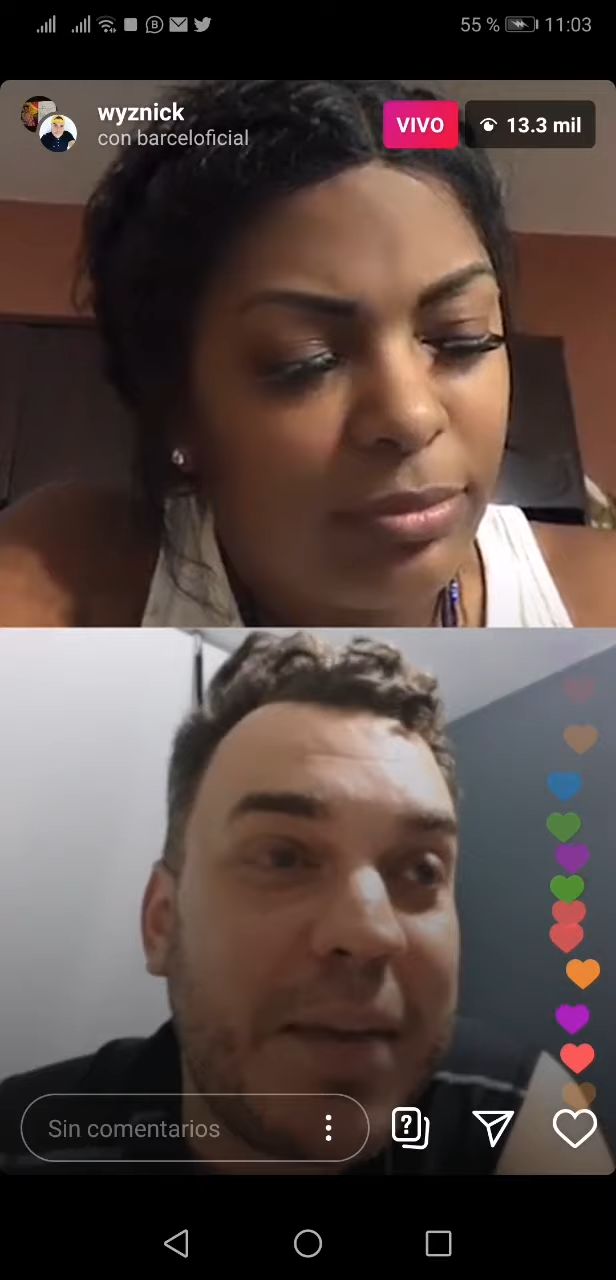 55 % 11:03
wyznick
con barceloficial
VIVO
13.3 mil
Sin comentarios